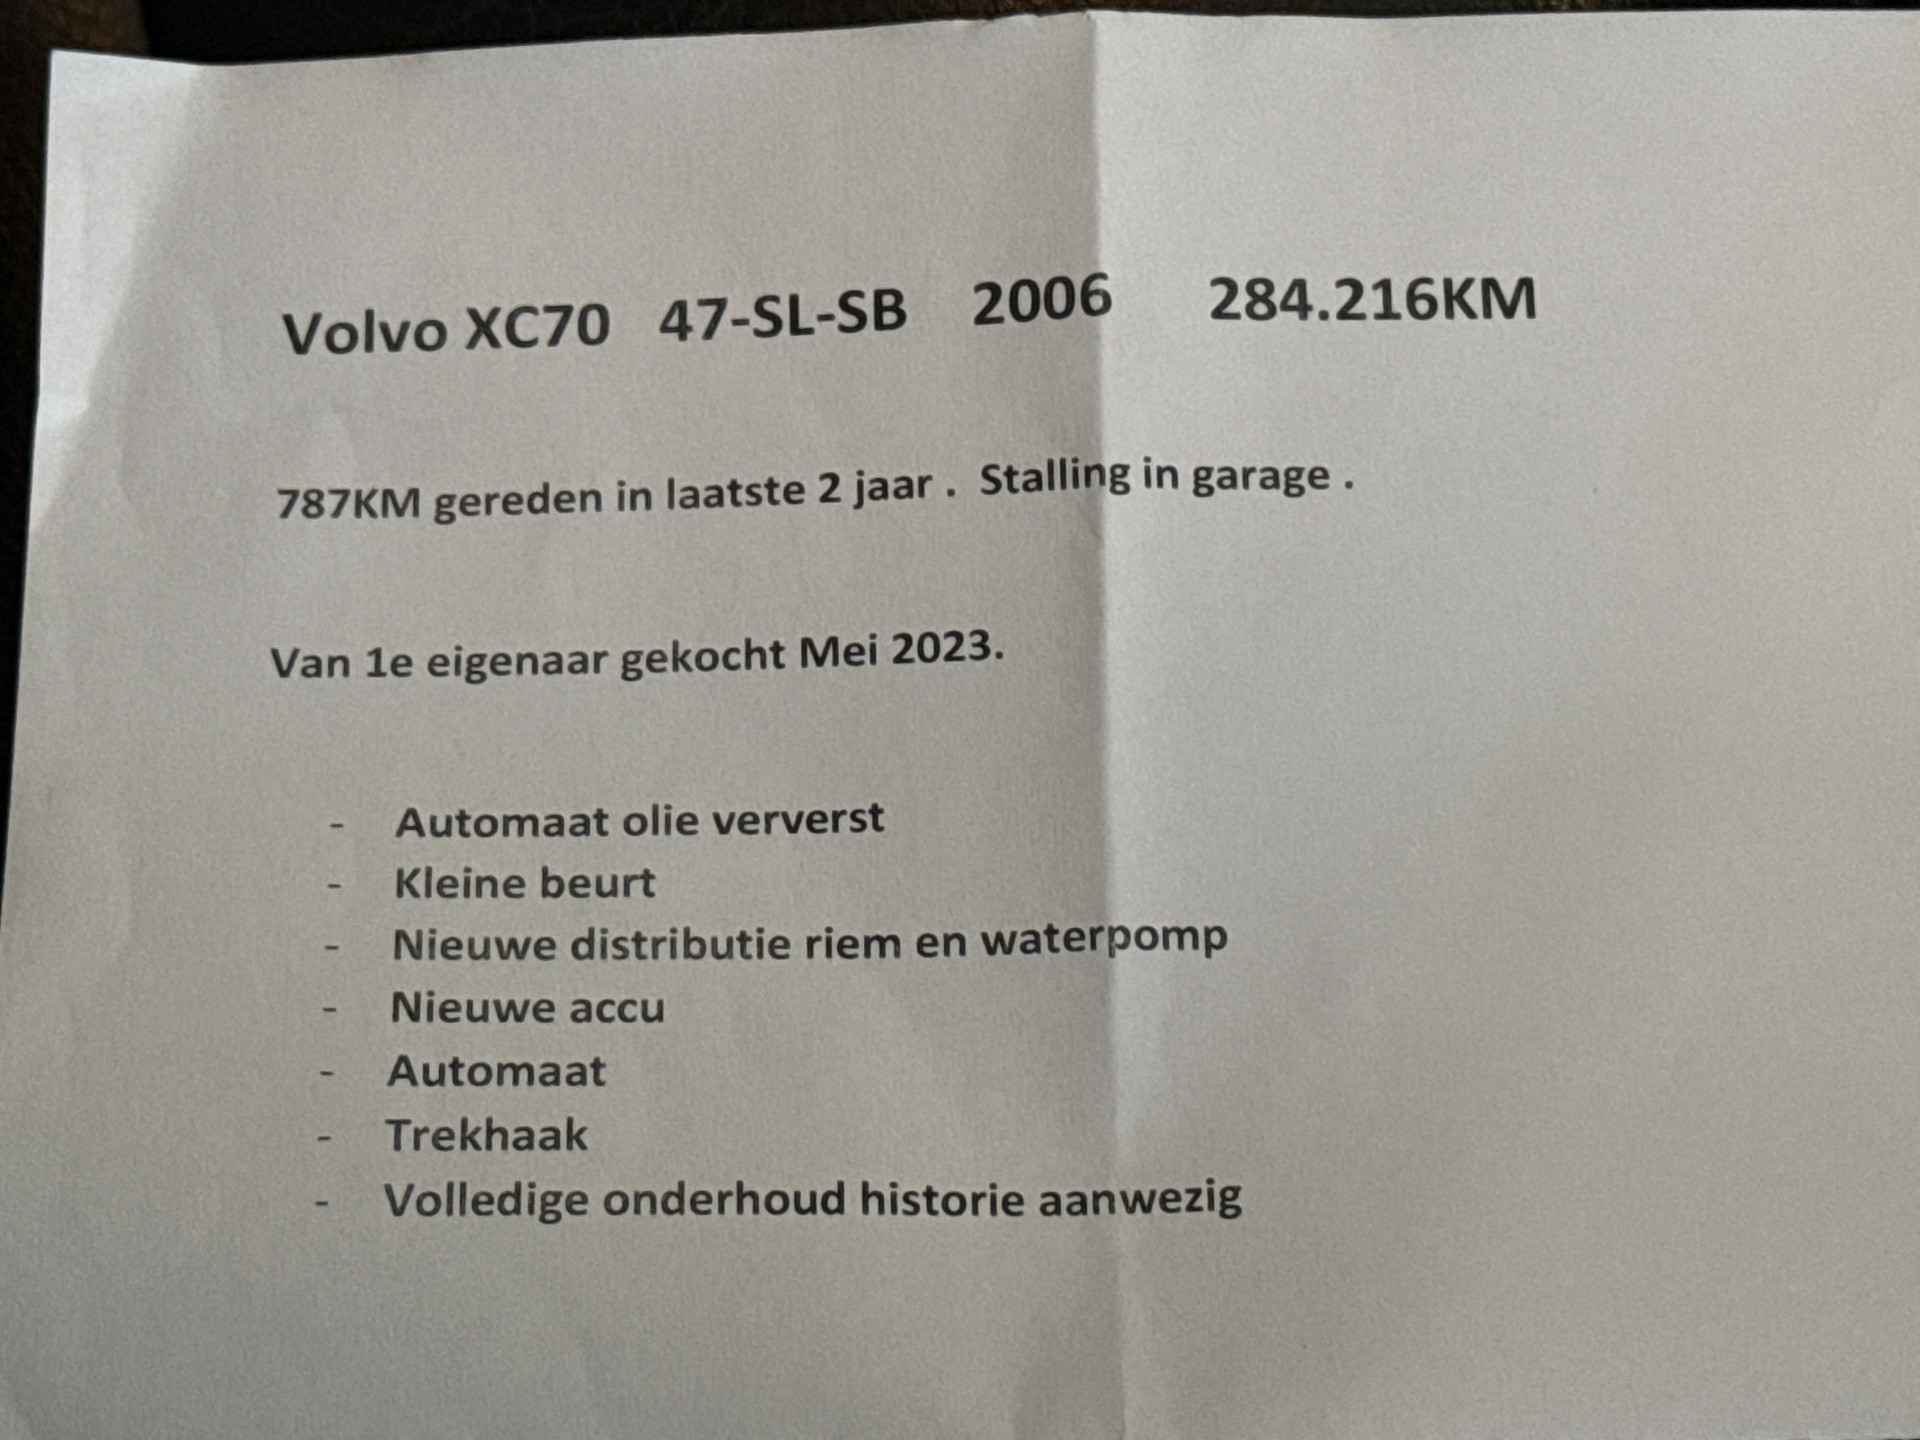 Volvo XC70 47-SL-SB 2006 284.216KM
787KM gereden in laatste 2 jaar . Stalling in garage .
Van 1e eigenaar gekocht Mei 2023.
- Automaat olie ververst
- Kleine beurt
- Nieuwe distributie riem en waterpomp
- Nieuwe accu
- Automaat
- Trekhaak
- Volledige onderhoud historie aanwezig